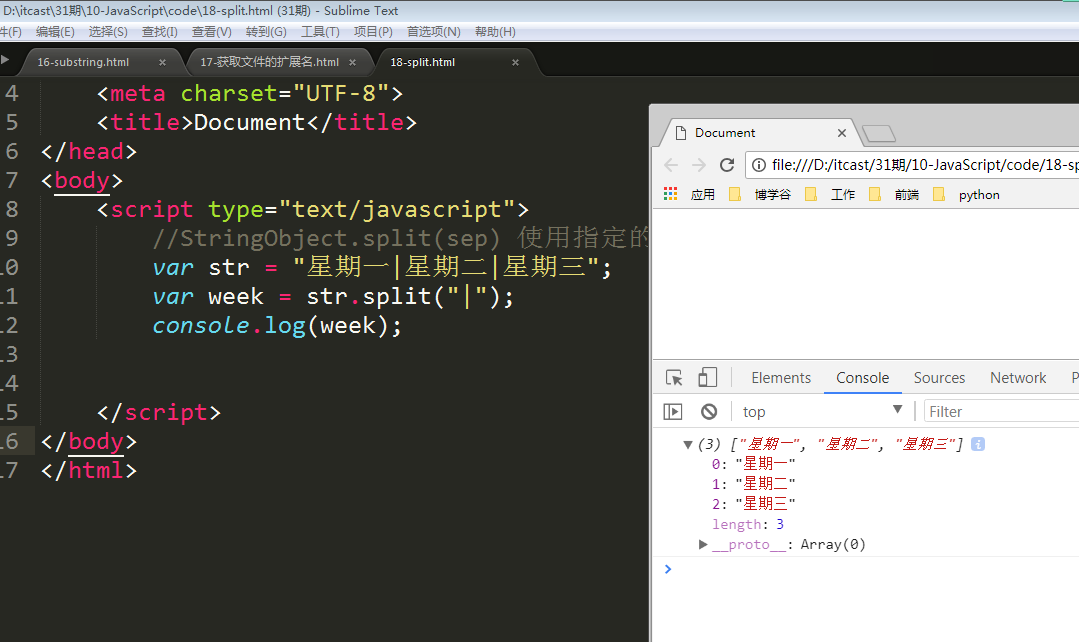 D:\itcast\31期\10-JavaScript\code\18-split.html (31期) - Sublime Text
件(F) 编辑(E) 选择(S) 查找(I) 查看(V) 转到(G) 工具(T) 项目(P) 首选项(N) 帮助(H)
16-substring.html × 17-获取文件的扩展名.html × 18-split.html ×
4 <meta charset="UTF-8">
5 <title>Document</title>
6 </head>
7 <body>
8 <script type="text/javascript">
9 //StringObject.split(sep) 使用指定的
10 var str = "星期一|星期二|星期三";
11 var week = str.split("|");
12 console.log(week);
13
14
15 </script>
16 </body>
17 </html>
Document ×
file:///D:/itcast/31期/10-JavaScript/code/18-sp
应用 博学谷 工作 前端 python
Elements Console Sources Network P
top ▼ Filter
▼(3) ["星期一", "星期二", "星期三"] i
0: "星期一"
1: "星期二"
2: "星期三"
length: 3
▶__proto__: Array(0)
>